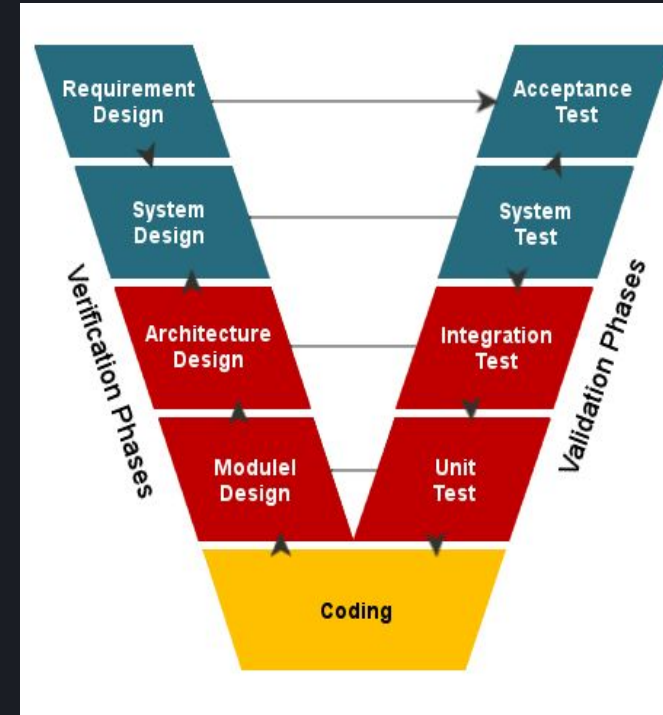 Requirement
Design
Acceptance
Test
System
Design
System
Test
Architecture
Design
Integration
Test
Modulel
Design
Unit
Test
Coding
Verification Phases
Validation Phases